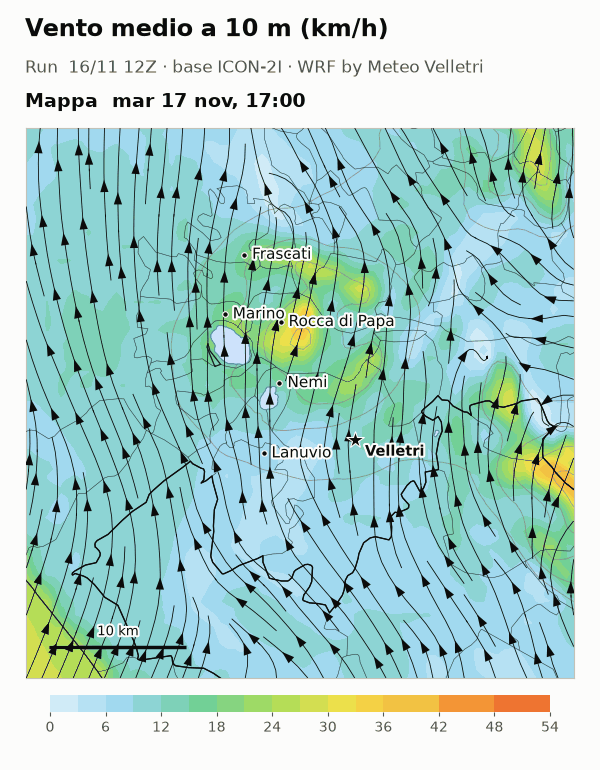 Vento medio a 10 m (km/h)
Run  16/11 12Z · base ICON-2I · WRF by Meteo Velletri
Mappa  mar 17 nov, 17:00
Frascati
Marino
Rocca di Papa
Nemi
Velletri
Lanuvio
10 km
0 6 12 18 24 30 36 42 48 54